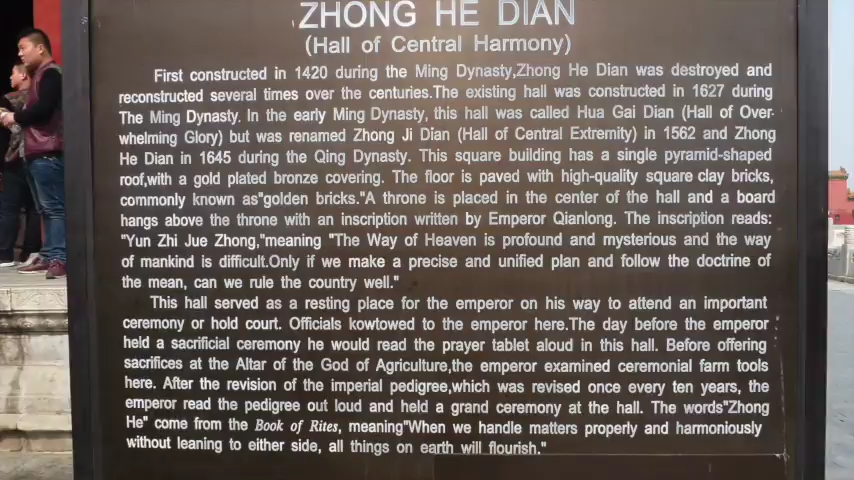 ZHONG HE DIAN
(Hall of Central Harmony)
First constructed in 1420 during the Ming Dynasty,Zhong He Dian was destroyed and
reconstructed several times over the centuries.The existing hall was constructed in 1627 during
The Ming Dynasty. In the early Ming Dynasty, this hall was called Hua Gai Dian (Hall of Over-
whelming Glory) but was renamed Zhong Ji Dian (Hall of Central Extremity) in 1562 and Zhong
He Dian in 1645 during the Qing Dynasty. This square building has a single pyramid-shaped
roof,with a gold plated bronze covering. The floor is paved with high-quality square clay bricks,
commonly known as"golden bricks."A throne is placed in the center of the hall and a board
hangs above the throne with an inscription written by Emperor Qianlong. The inscription reads:
"Yun Zhi Jue Zhong,"meaning "The Way of Heaven is profound and mysterious and the way
of mankind is difficult.Only if we make a precise and unified plan and follow the doctrine of
the mean, can we rule the country well."
This hall served as a resting place for the emperor on his way to attend an important
ceremony or hold court. Officials kowtowed to the emperor here.The day before the emperor
held a sacrificial ceremony he would read the prayer tablet aloud in this hall. Before offering
sacrifices at the Altar of the God of Agriculture,the emperor examined ceremonial farm tools
here. After the revision of the imperial pedigree,which was revised once every ten years, the
emperor read the pedigree out loud and held a grand ceremony at the hall. The words"Zhong
He" come from the Book of Rites, meaning"When we handle matters properly and harmoniously
without leaning to either side, all things on earth will flourish."